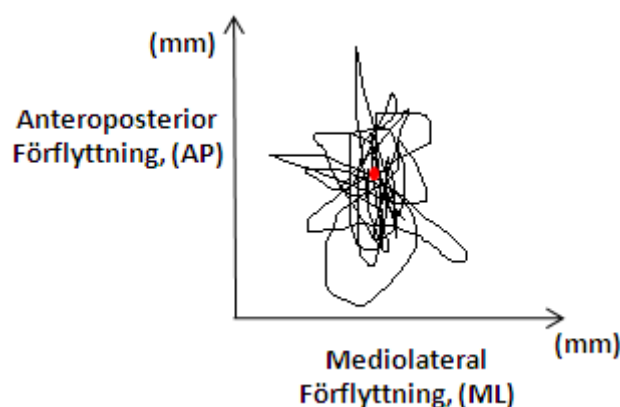 (mm)
Anteroposterior
Förflyttning, (AP)
(mm)
Mediolateral
Förflyttning, (ML)